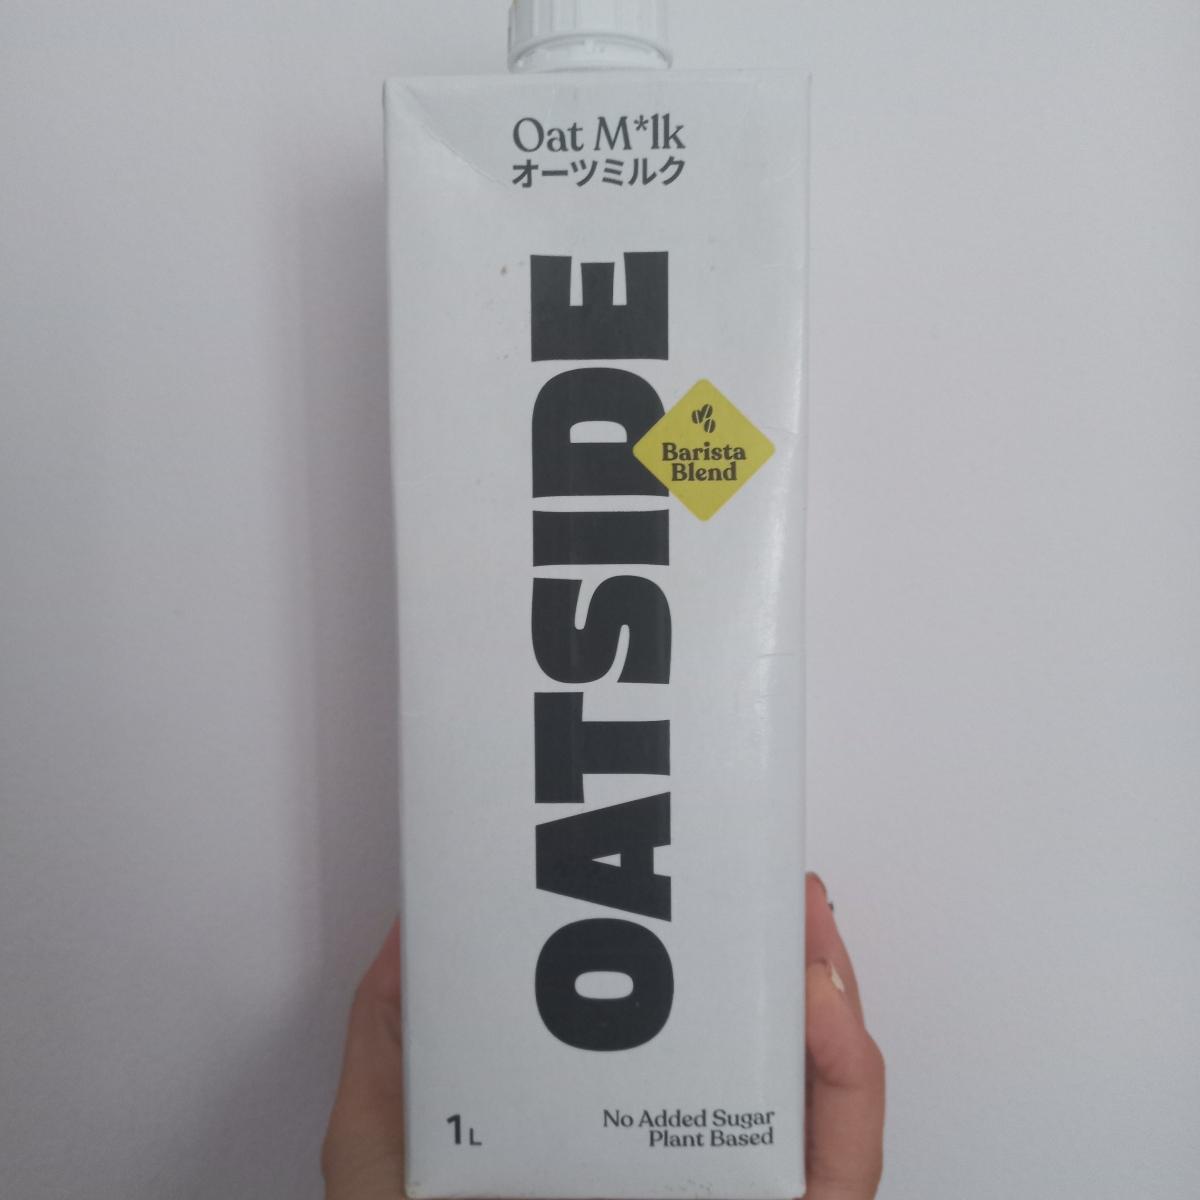 Oat M*lk
オーツミルク
OATSIDE
Barista
Blend
1L
No Added Sugar
Plant Based